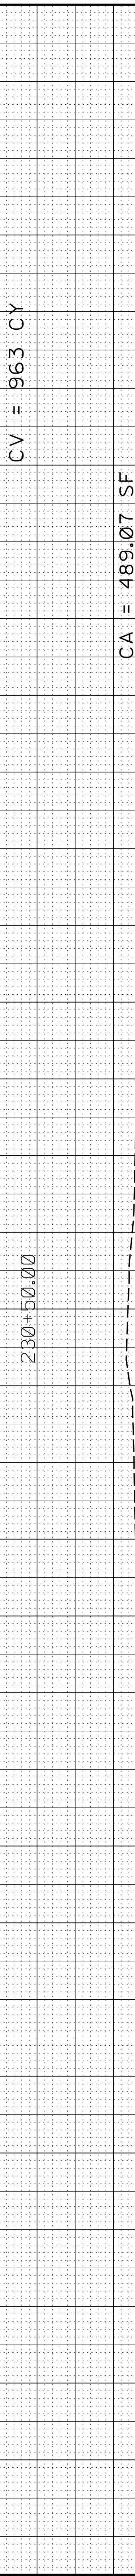 CV = 963 CY
CA = 489.07 SF
230+50.00